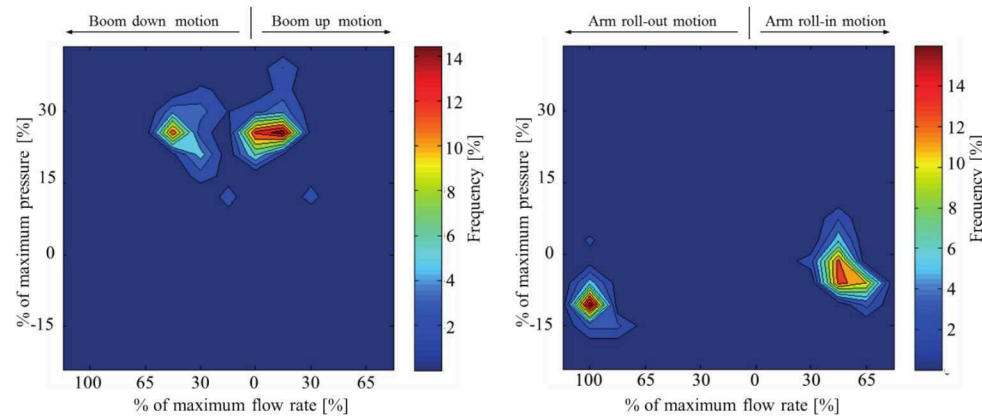 Boom down motion
Boom up motion
14
12
10
8
6
4
2
Frequency [%]
30
15
0
-15
% of maximum pressure [%]
100 65 30 0 30 65
% of maximum flow rate [%]
Arm roll-out motion
Arm roll-in motion
14
12
10
8
6
4
2
Frequency [%]
30
15
0
-15
% of maximum pressure [%]
100 65 30 0 30 65
% of maximum flow rate [%]